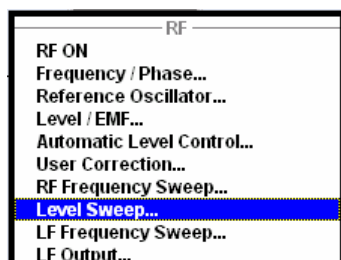 RF
RF ON
Frequency / Phase...
Reference Oscillator...
Level / EMF...
Automatic Level Control...
User Correction...
RF Frequency Sweep...
Level Sweep...
LF Frequency Sweep...
LF Output...